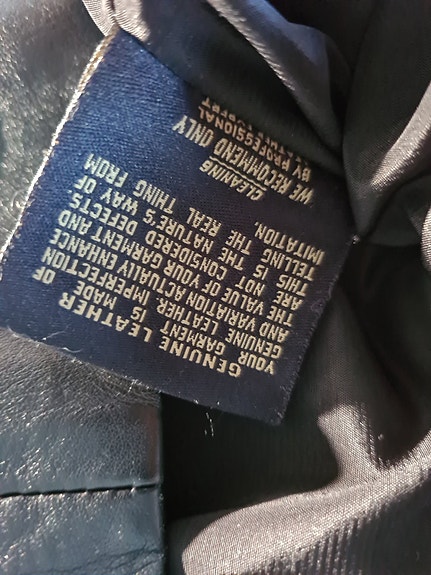 GENUINE LEATHER
YOUR GARMENT IS MADE OF
GENUINE LEATHER. IMPERFECTION
AND VARIATION ACTUALLY ENHANCE
THE VALUE OF YOUR GARMENT AND
ARE NOT CONSIDERED DEFECTS.
THIS IS NATURE'S WAY OF
TELLING THE REAL THING FROM
IMITATION.
CLEANING
WE RECOMMEND ONLY
BY PROFESSIONAL
EXPERT